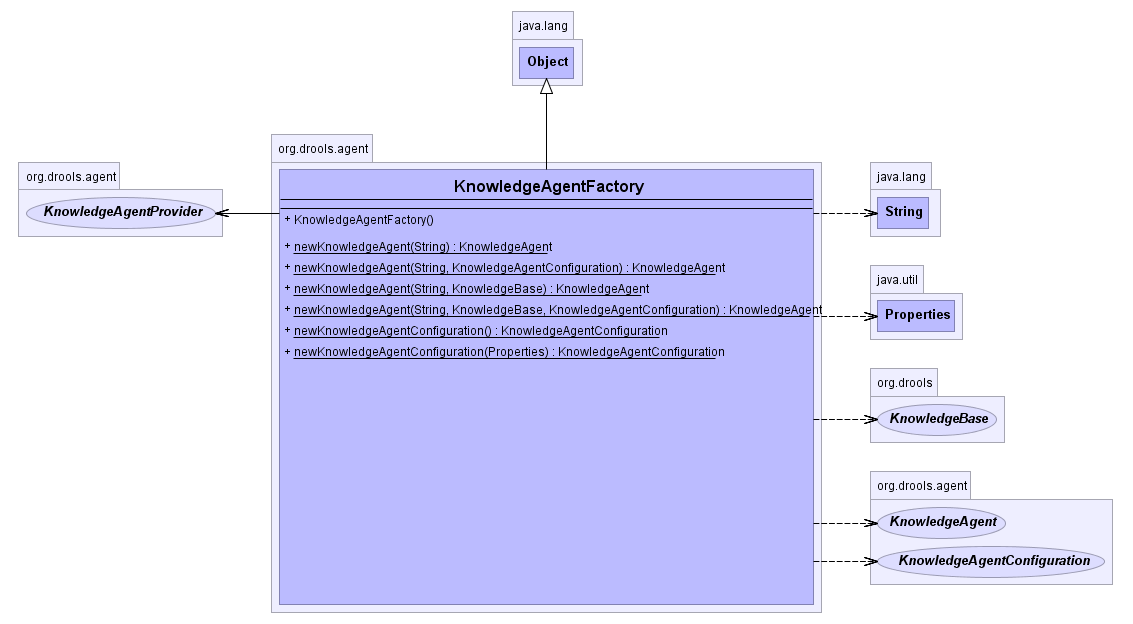 java.lang
Object
org.drools.agent
KnowledgeAgentFactory
+ KnowledgeAgentFactory()
+ newKnowledgeAgent(String) : KnowledgeAgent
+ newKnowledgeAgent(String, KnowledgeAgentConfiguration) : KnowledgeAgent
+ newKnowledgeAgent(String, KnowledgeBase) : KnowledgeAgent
+ newKnowledgeAgent(String, KnowledgeBase, KnowledgeAgentConfiguration) : KnowledgeAgent
+ newKnowledgeAgentConfiguration() : KnowledgeAgentConfiguration
+ newKnowledgeAgentConfiguration(Properties) : KnowledgeAgentConfiguration
org.drools.agent
KnowledgeAgentProvider
java.lang
String
java.util
Properties
org.drools
KnowledgeBase
org.drools.agent
KnowledgeAgent
KnowledgeAgentConfiguration